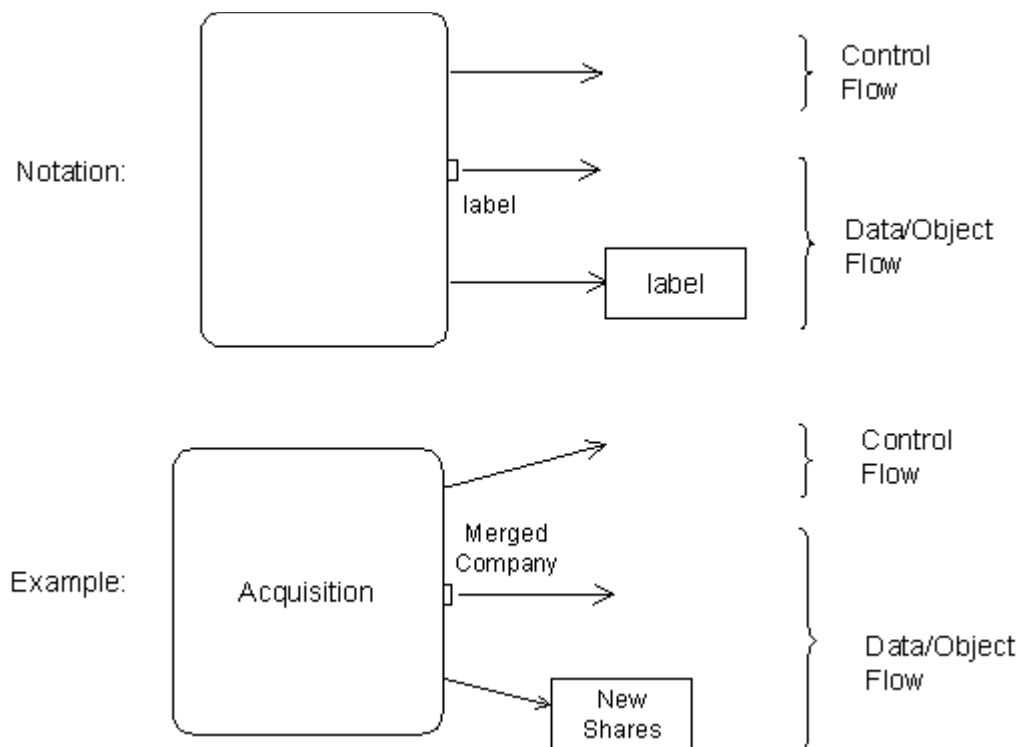 Control
Flow
Notation:
label
Data/Object
Flow
label
Control
Flow
Merged
Company
Example:
Acquisition
Data/Object
Flow
New
Shares